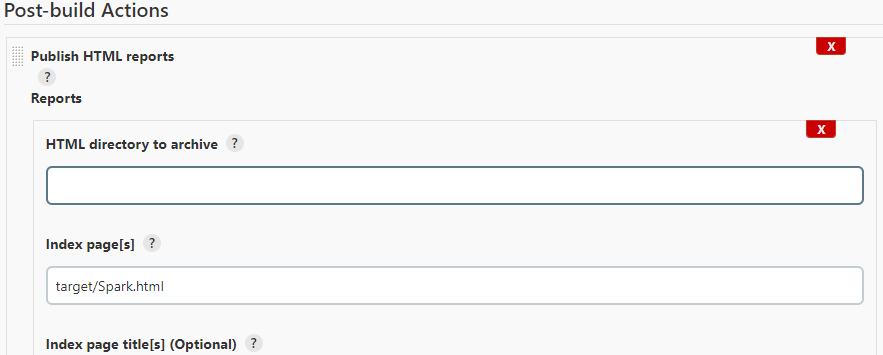 Post-build Actions
X
Publish HTML reports
?
Reports
X
HTML directory to archive ?
Index page[s] ?
target/Spark.html
Index page title[s] (Optional) ?